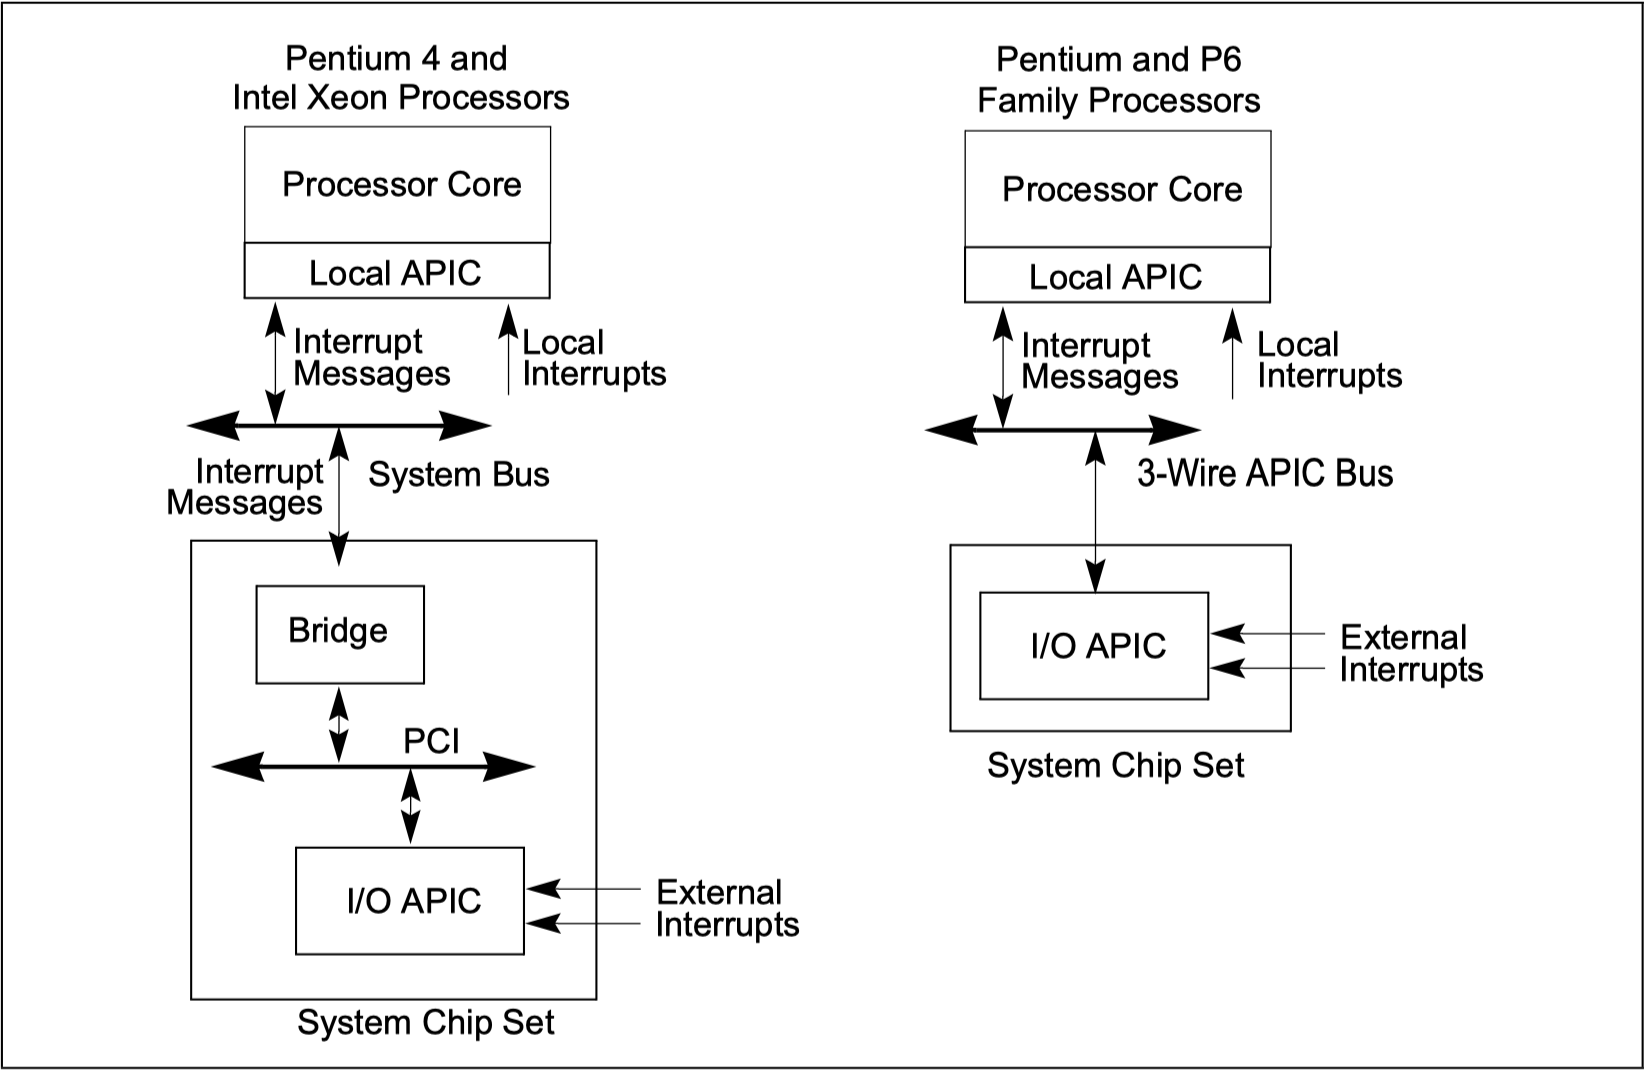 Pentium 4 and
Intel Xeon Processors
Processor Core
Local APIC
Interrupt
Messages
Local
Interrupts
Interrupt
Messages
System Bus
Bridge
PCI
I/O APIC
External
Interrupts
System Chip Set
Pentium and P6
Family Processors
Processor Core
Local APIC
Interrupt
Messages
Local
Interrupts
3-Wire APIC Bus
I/O APIC
External
Interrupts
System Chip Set